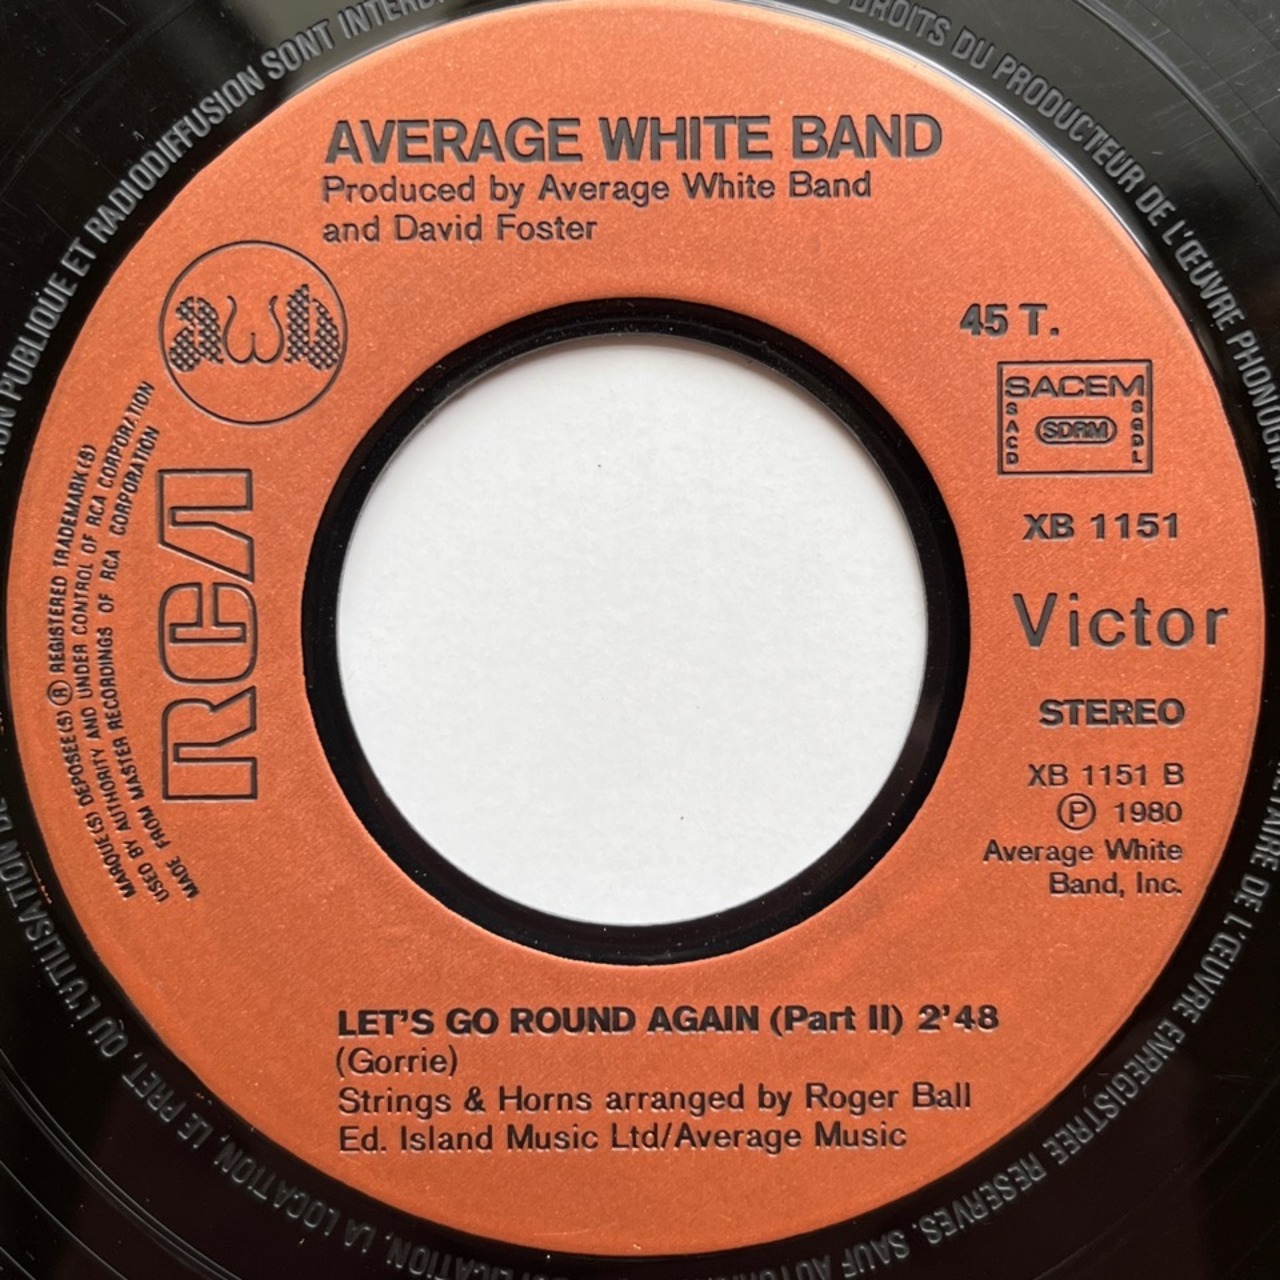 AVERAGE WHITE BAND
Produced by Average White Band
and David Foster
awb
45 T.
SACEM
SACD
SDRM
SGDL
XB 1151
Victor
STEREO
XB 1151 B
Ⓟ 1980
Average White
Band, Inc.
RCA
MARQUE(S) DEPOSEE(S) ® REGISTERED TRADEMARK(S)
USED BY AUTHORITY AND UNDER CONTROL OF RCA CORPORATION
MADE FROM MASTER RECORDINGS OF RCA CORPORATION
LET'S GO ROUND AGAIN (Part II) 2'48
(Gorrie)
Strings & Horns arranged by Roger Ball
Ed. Island Music Ltd/Average Music
PUBLIQUE ET RADIODIFFUSION SONT
DROITS DU PRODUCTEUR DE L'ŒUVRE
DE L'ŒUVRE ENREGISTREE RESERVES. SAUF
LA LOCATION, LE PRET, OU L'UTILISATION DE